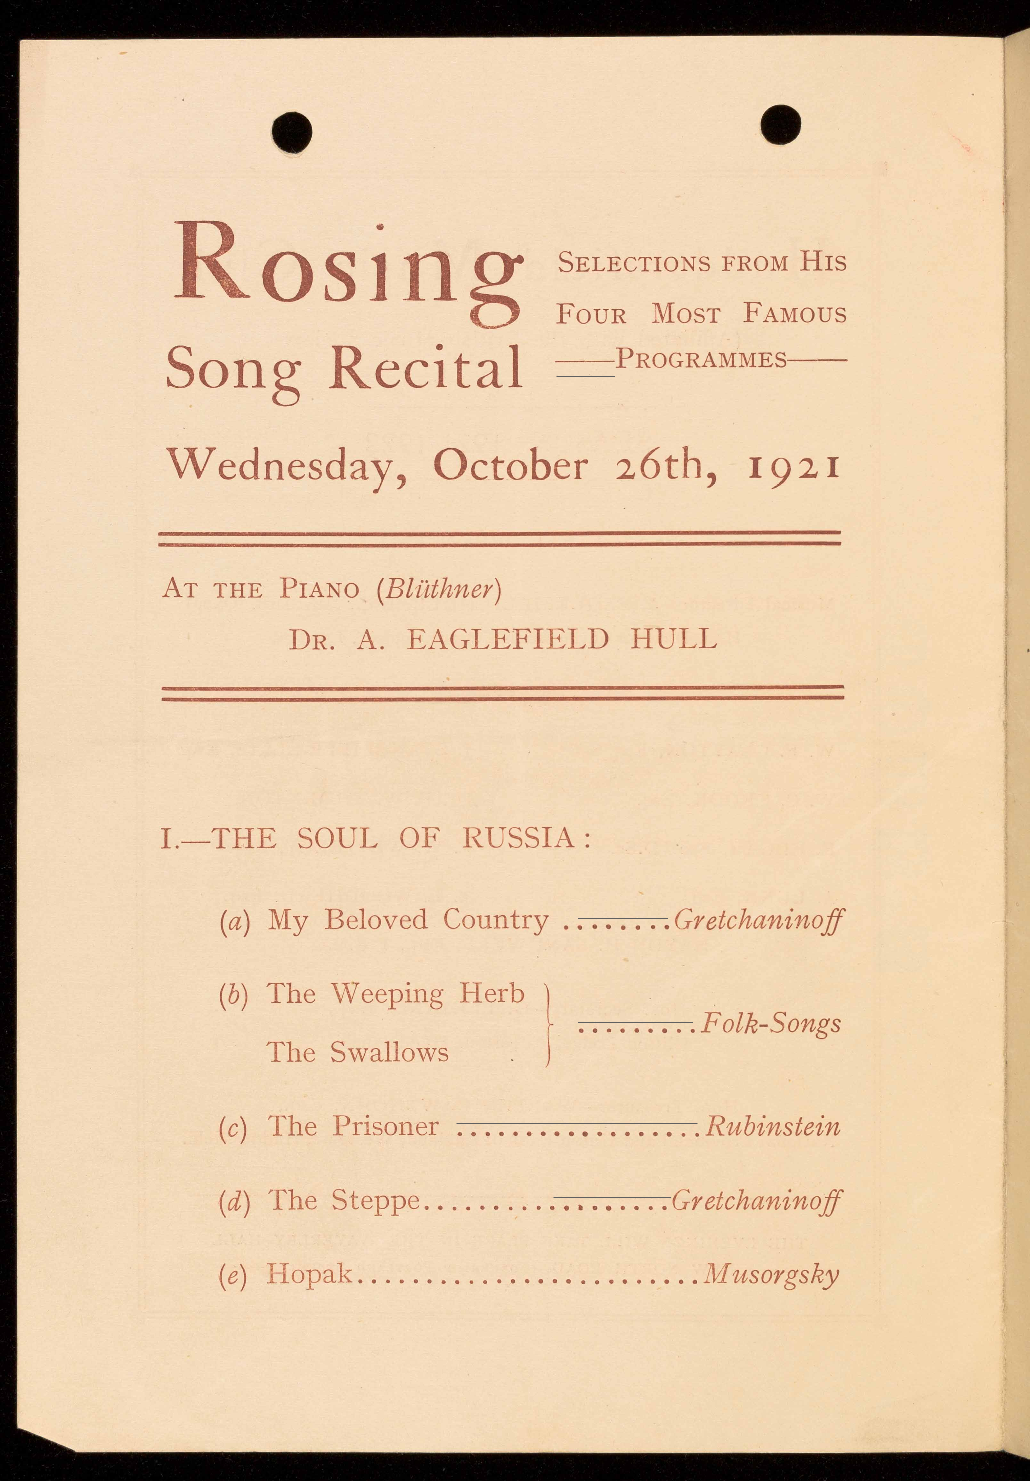 Rosing
Song Recital
Selections from His
Four Most Famous
Programmes
Wednesday, October 26th, 1921
At the Piano (Blüthner)
Dr. A. EAGLEFIELD HULL
I.—THE SOUL OF RUSSIA:
(a) My Beloved Country ........ Gretchaninoff
(b) The Weeping Herb
The Swallows
} ......... Folk-Songs
(c) The Prisoner .................. Rubinstein
(d) The Steppe.................. Gretchaninoff
(e) Hopak......................... Musorgsky